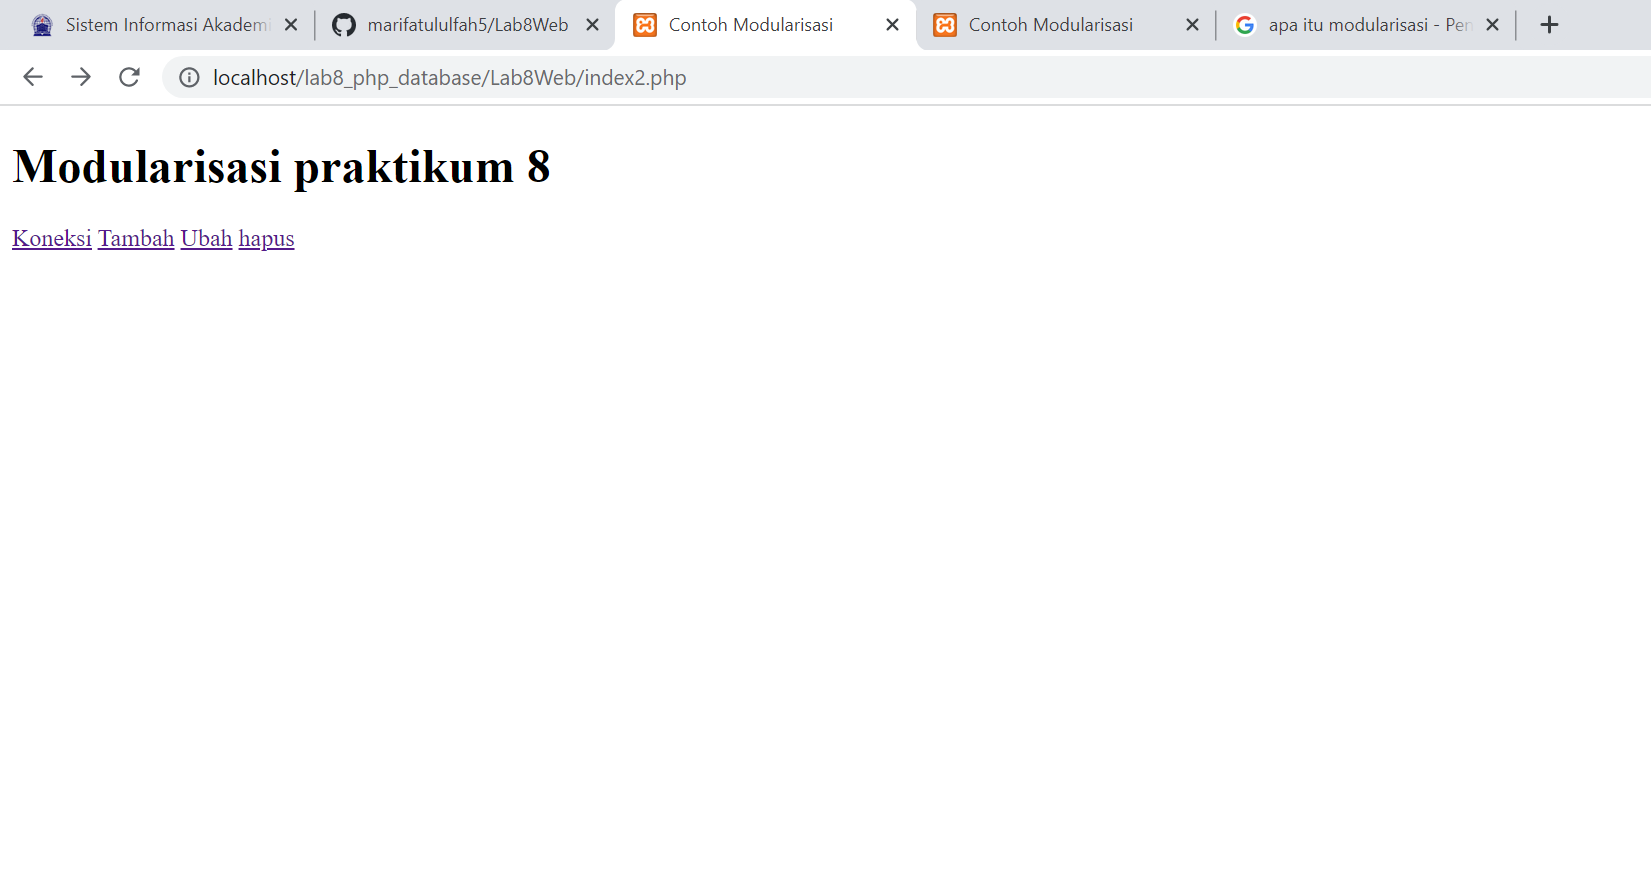 Sistem Informasi Akademi
marifatululfah5/Lab8Web
Contoh Modularisasi
Contoh Modularisasi
apa itu modularisasi - Pen
localhost/lab8_php_database/Lab8Web/index2.php
Modularisasi praktikum 8
Koneksi Tambah Ubah hapus